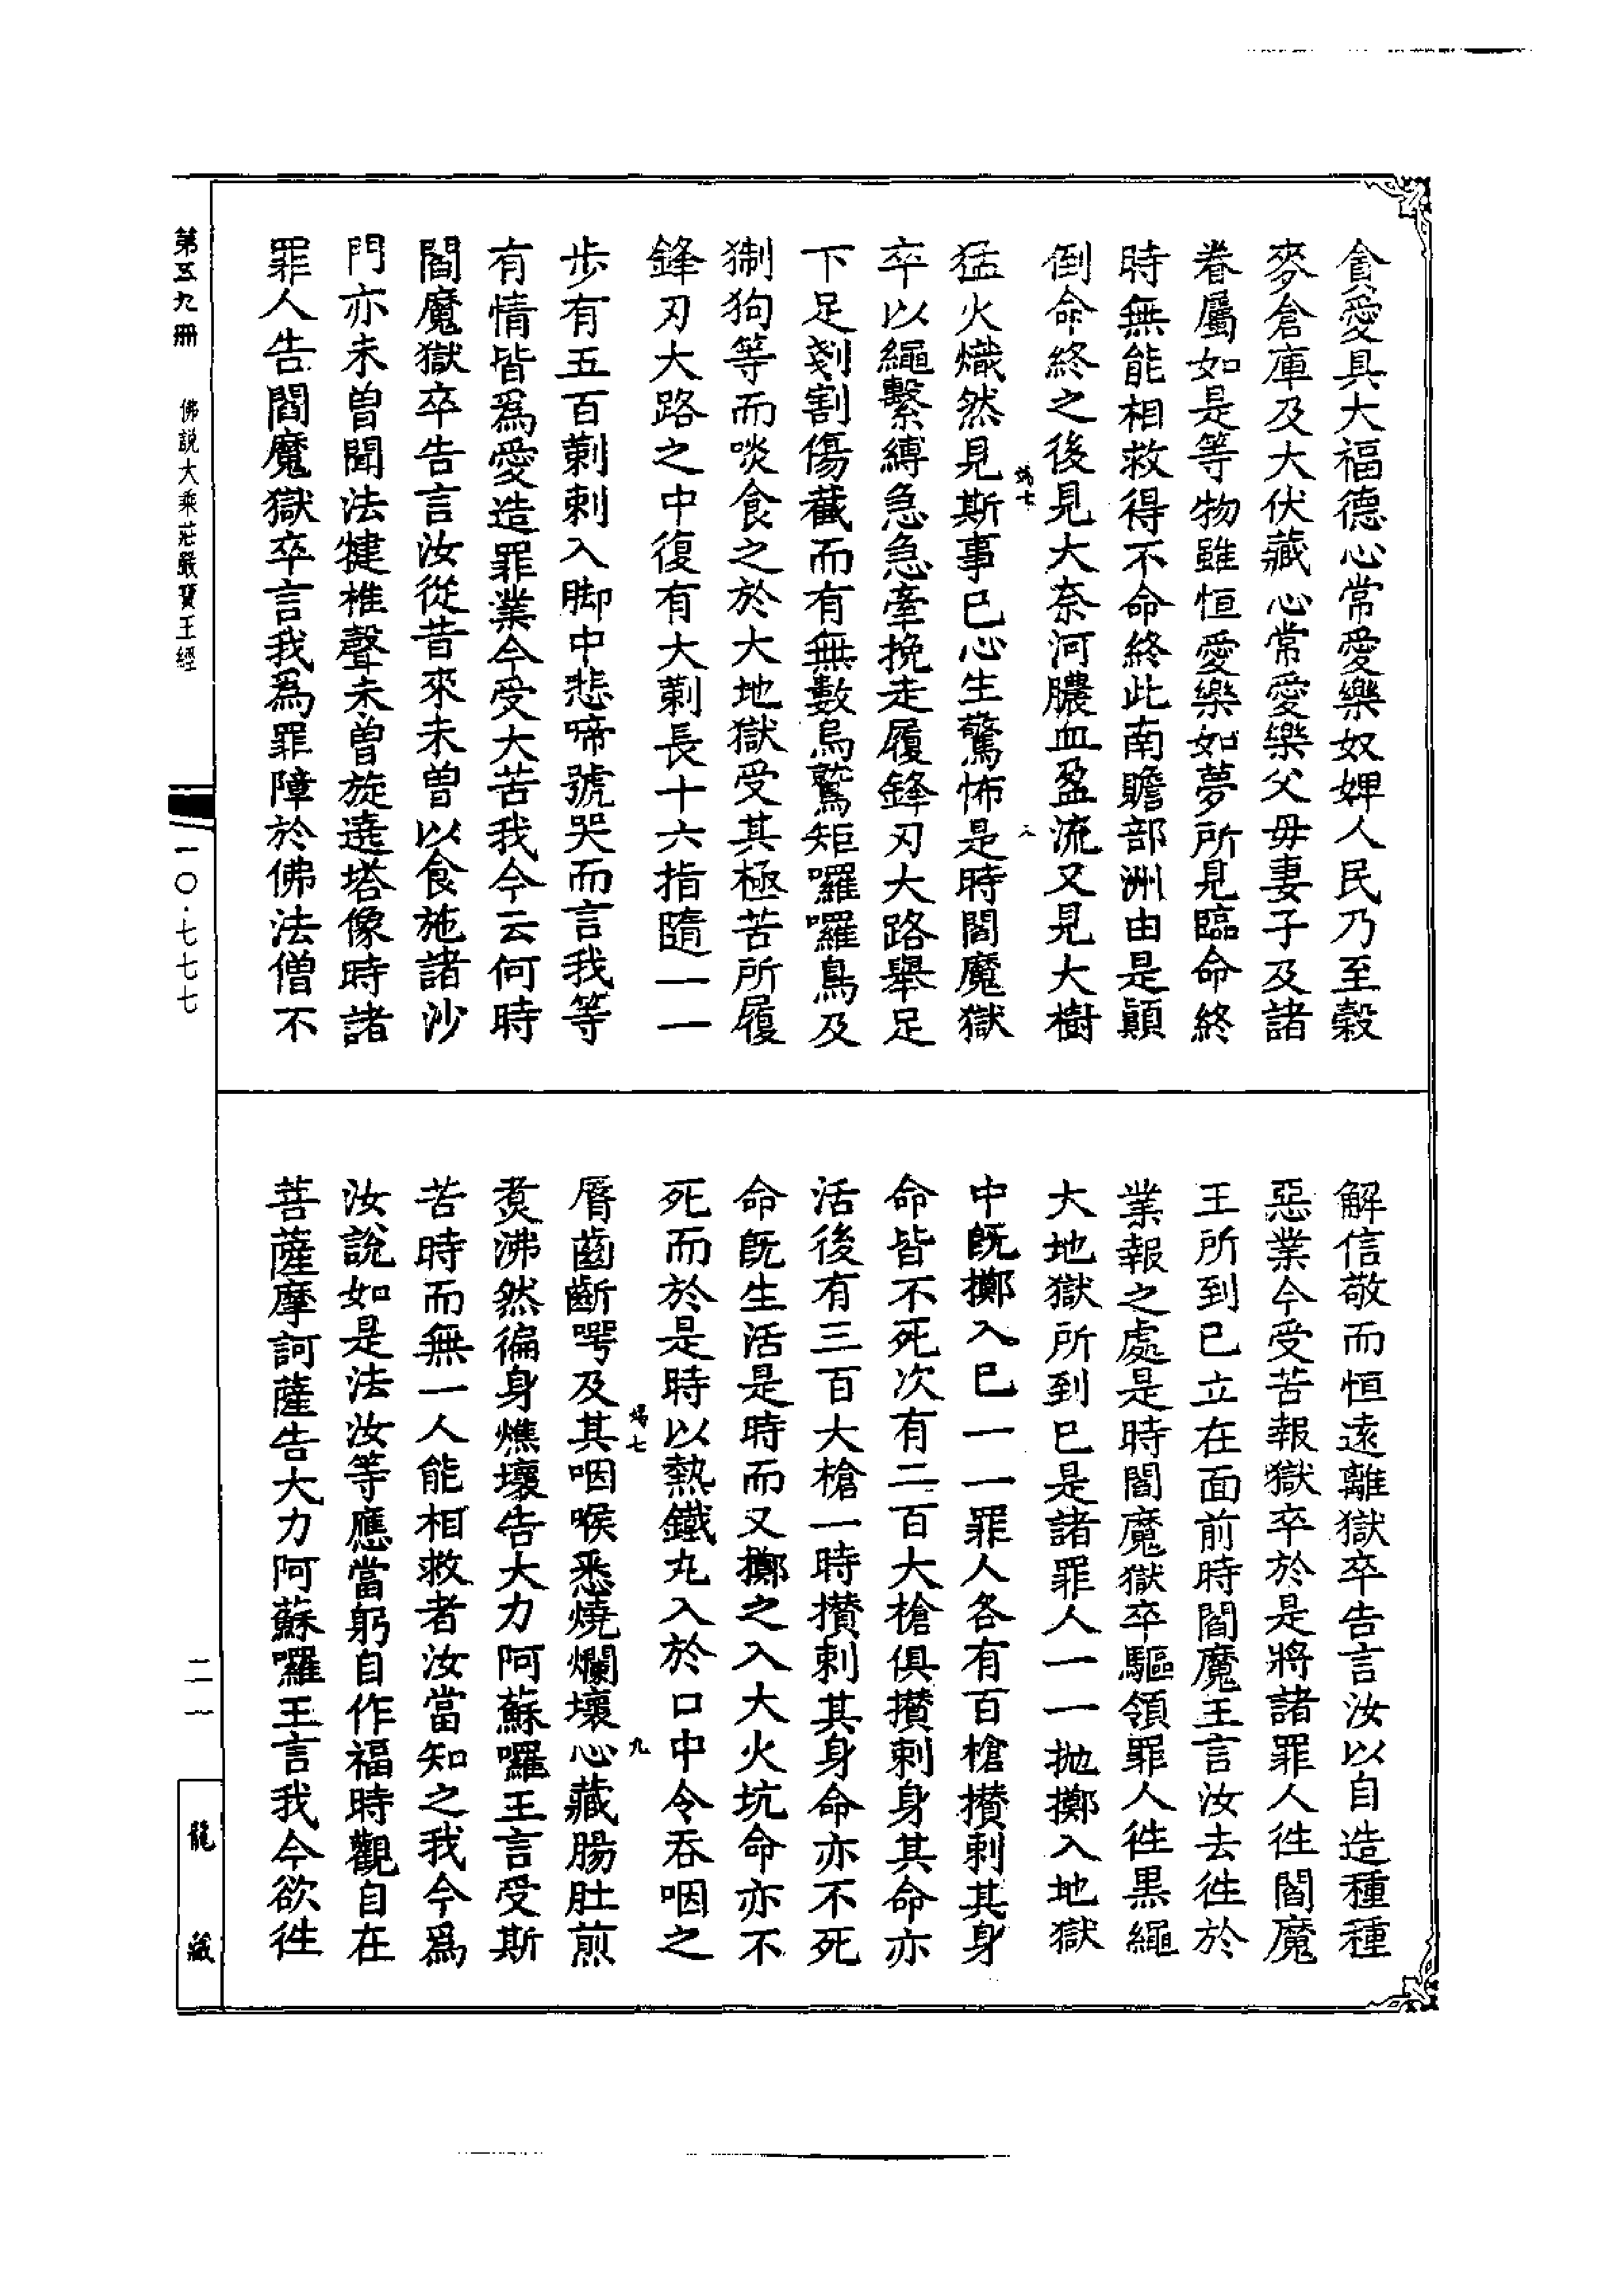 貪愛具大福德心常愛樂奴婢人民乃至穀
麥倉庫及大伏藏心常愛樂父母妻子及諸
眷屬如是等物雖恒愛樂如夢所見臨命終
時無能相救得不命終此南贍部洲由是顛
倒命終之後見大奈河膿血盈流又見大樹
猛火熾然見斯事已心生驚怖是時閻魔獄
卒以繩繫縛急急牽挽走履鋒刃大路舉足
下足剗割傷截而有無數烏鷲矩囉囉鳥及
猘狗等而啖食之於大地獄受其極苦所履
鋒刃大路之中復有大莿長十六指隨一一
步有五百莿刺入脚中悲啼號哭而言我等
有情皆爲愛造罪業今受大苦我今云何時
閻魔獄卒告言汝從昔來未曾以食施諸沙
門亦未曾聞法犍椎聲未曾旋遶塔像時諸
罪人告閻魔獄卒言我爲罪障於佛法僧不
解信敬而恒遠離獄卒告言汝以自造種種
惡業今受苦報獄卒於是將諸罪人徃閻魔
王所到已立在面前時閻魔王言汝去徃於
業報之處是時閻魔獄卒驅領罪人徃黑繩
大地獄所到已是諸罪人一一拋擲入地獄
中既擲入已一一罪人各有百槍攅刺其身
命皆不死次有二百大槍俱攅刺身其命亦
活後有三百大槍一時攅刺其身命亦不死
命既生活是時而又擲之入大火坑命亦不
死而於是時以熱鐵丸入於口中令吞咽之
脣齒齗㖾及其咽喉悉燒爛壞心藏腸肚煎
煑沸然徧身燋壞告大力阿蘇囉王言受斯
苦時而無一人能相救者汝當知之我今爲
汝說如是法汝等應當躬自作福時觀自在
菩薩摩訶薩告大力阿蘇囉王言我今欲徃
第五九冊
佛說大乘莊嚴寶王經
一〇·七七七
二一
龍藏